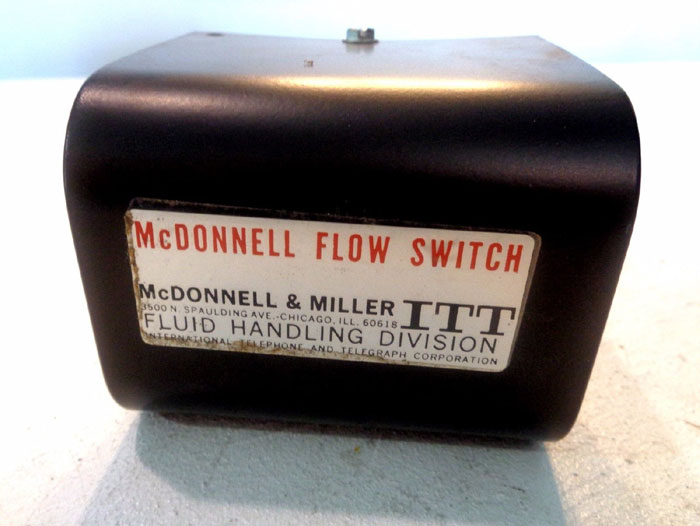 McDONNELL FLOW SWITCH
McDONNELL & MILLER ITT
3500 N. SPAULDING AVE.-CHICAGO, ILL. 60618
FLUID HANDLING DIVISION
INTERNATIONAL TELEPHONE AND TELEGRAPH CORPORATION